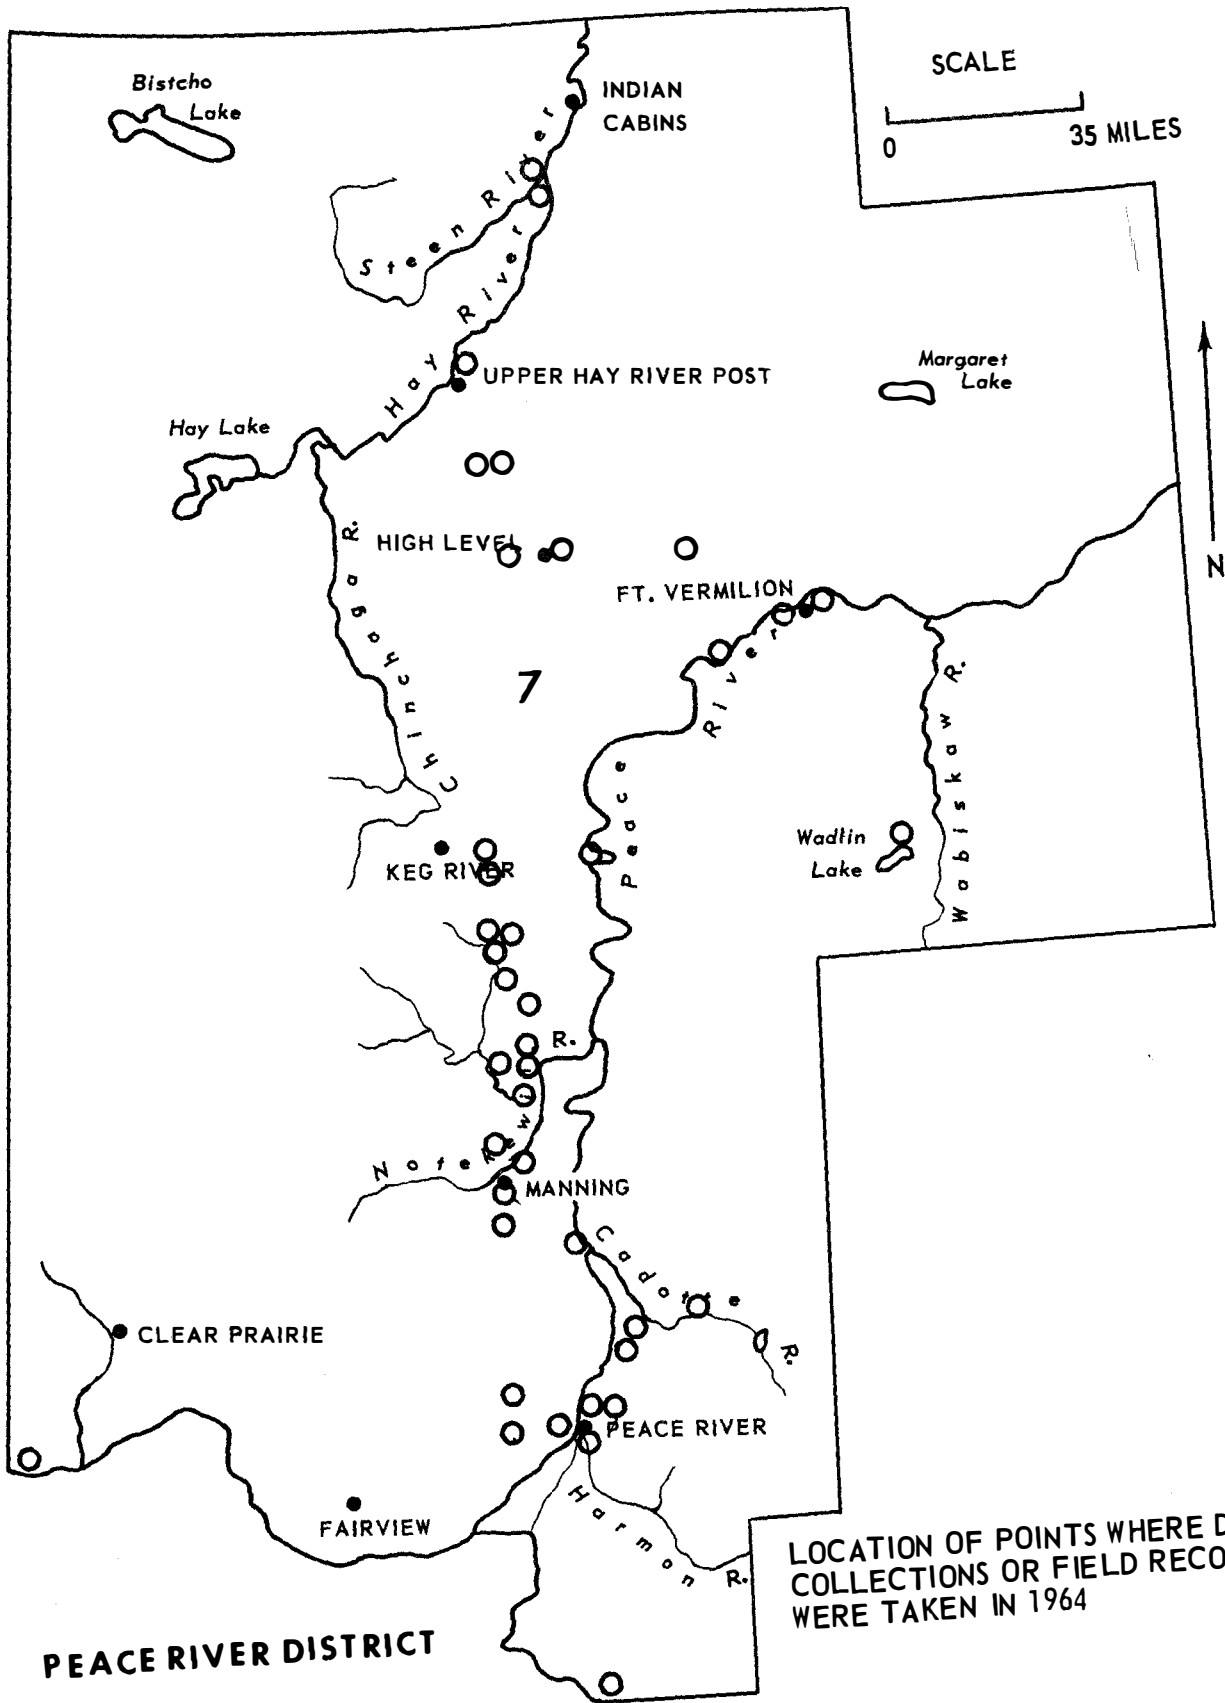 Bistcho
Lake
INDIAN
CABINS
SCALE
0 35 MILES
Steen River
Hay River
UPPER HAY RIVER POST
Margaret
Lake
Hay Lake
N
HIGH LEVEL
FT. VERMILION
Chinchaga R.
7
Peace River
Wabiskaw R.
Wadlin
Lake
KEG RIVER
Notekewi R.
MANNING
Cadotte R.
CLEAR PRAIRIE
PEACE RIVER
FAIRVIEW
Harmon R.
LOCATION OF POINTS WHERE D
COLLECTIONS OR FIELD RECO
WERE TAKEN IN 1964
PEACE RIVER DISTRICT